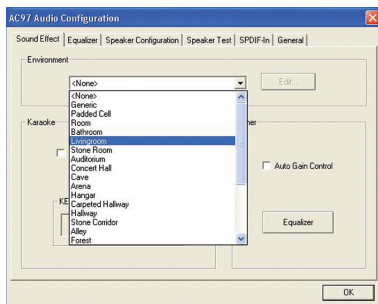 AC97 Audio Configuration
Sound Effect Equalizer Speaker Configuration Speaker Test SPDIF-In General
Environment
<None> Edit...
<None>
Generic
Padded Cell
Room
Bathroom
Livingroom
Stone Room
Auditorium
Concert Hall
Cave
Arena
Hangar
Carpeted Hallway
Hallway
Stone Corridor
Alley
Forest
Karaoke
Auto Gain Control
KE
Equalizer
OK